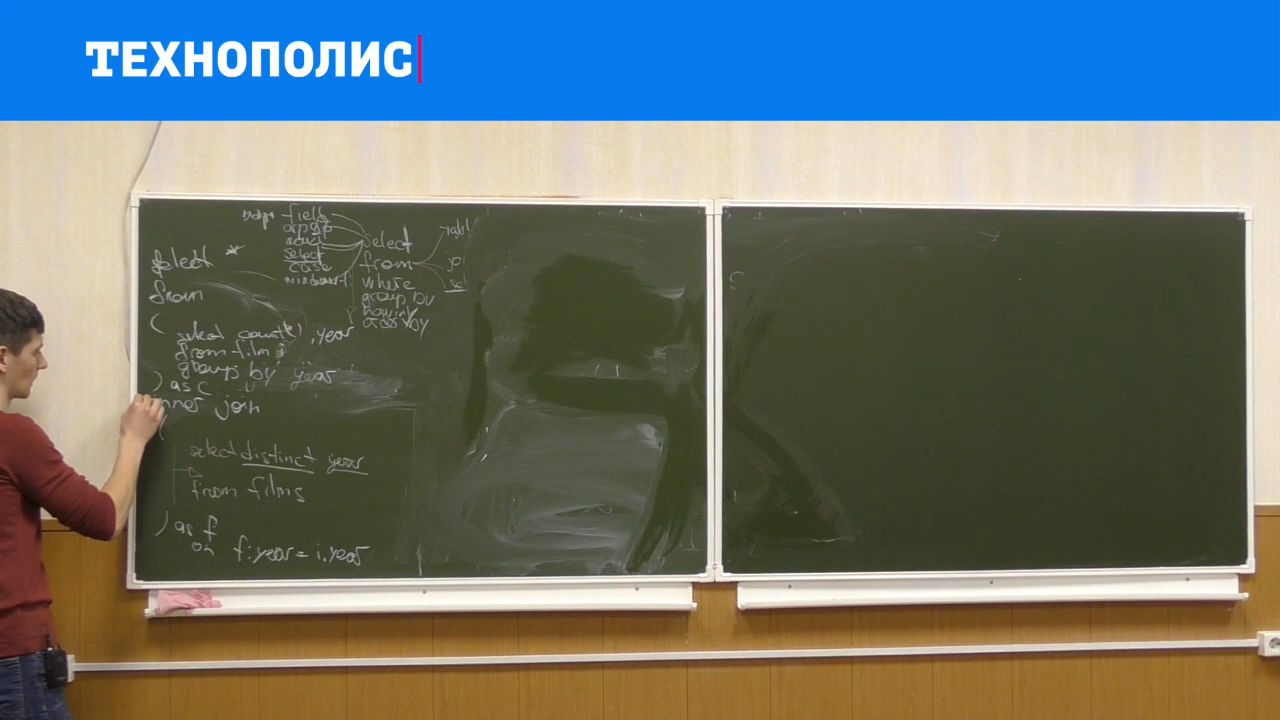 ТЕХНОПОЛИС
field
select
case
select
from
where
group by
having
order by
select *
from
(
select count(*), year
from film i
group by year
) as c
inner join
(
select distinct year
from films
) as f
on f.year = i.year